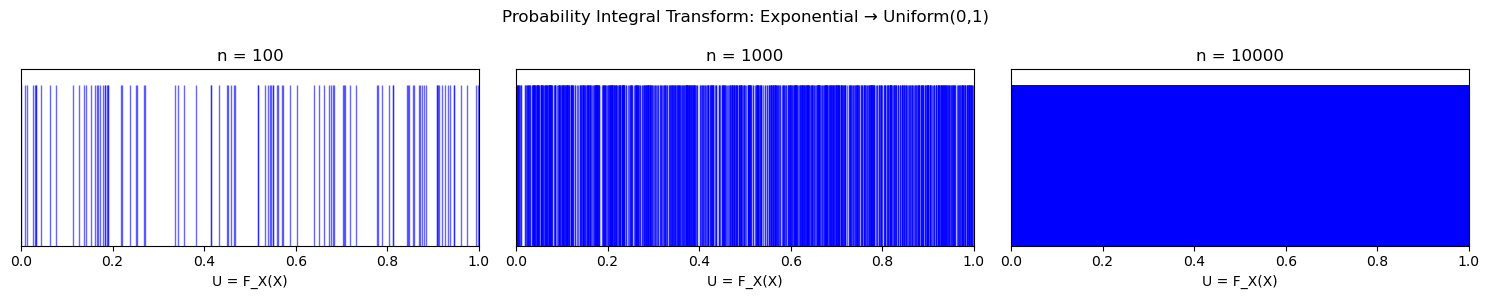 Probability Integral Transform: Exponential → Uniform(0,1)
n = 100
n = 1000
n = 10000
0.0 0.2 0.4 0.6 0.8 1.0
0.0 0.2 0.4 0.6 0.8 1.0
0.0 0.2 0.4 0.6 0.8 1.0
U = F_X(X)
U = F_X(X)
U = F_X(X)